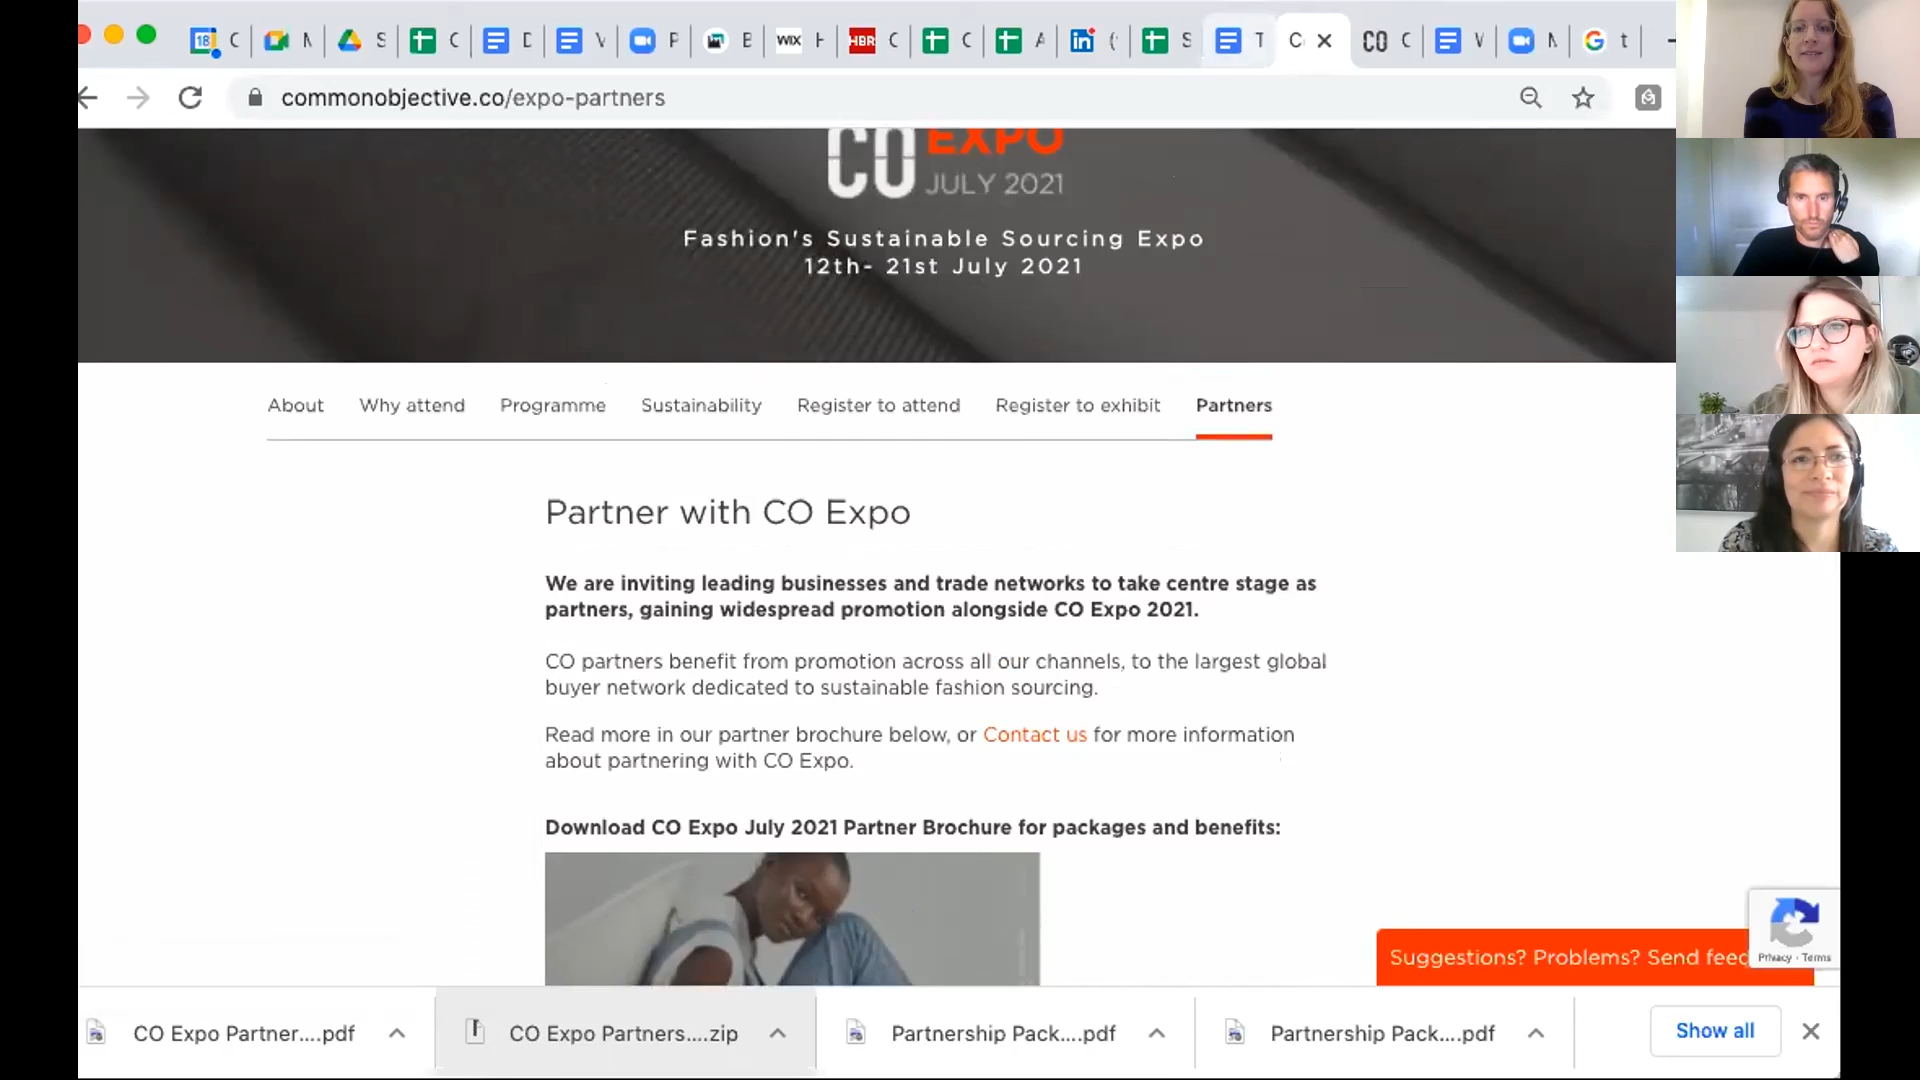 18 C M S C D V P B WIX H HBR C C A in ( S T C CO C V M G t
commonobjective.co/expo-partners
CO EXPO
JULY 2021
Fashion's Sustainable Sourcing Expo
12th- 21st July 2021
About Why attend Programme Sustainability Register to attend Register to exhibit Partners
Partner with CO Expo
We are inviting leading businesses and trade networks to take centre stage as
partners, gaining widespread promotion alongside CO Expo 2021.
CO partners benefit from promotion across all our channels, to the largest global
buyer network dedicated to sustainable fashion sourcing.
Read more in our partner brochure below, or Contact us for more information
about partnering with CO Expo.
Download CO Expo July 2021 Partner Brochure for packages and benefits:
Suggestions? Problems? Send feed
Privacy - Terms
CO Expo Partner....pdf CO Expo Partners....zip Partnership Pack....pdf Partnership Pack....pdf Show all